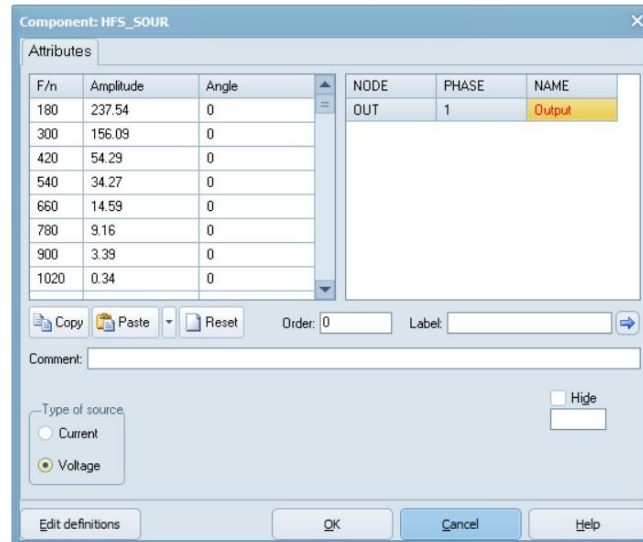 Component: HFS_SOUR
Attributes
F/n Amplitude Angle
180 237.54 0
300 156.09 0
420 54.29 0
540 34.27 0
660 14.59 0
780 9.16 0
900 3.39 0
1020 0.34 0
NODE PHASE NAME
OUT 1 Output
Copy Paste Reset Order: 0 Label:
Comment:
Type of source
Current
Voltage
Hide
Edit definitions OK Cancel Help